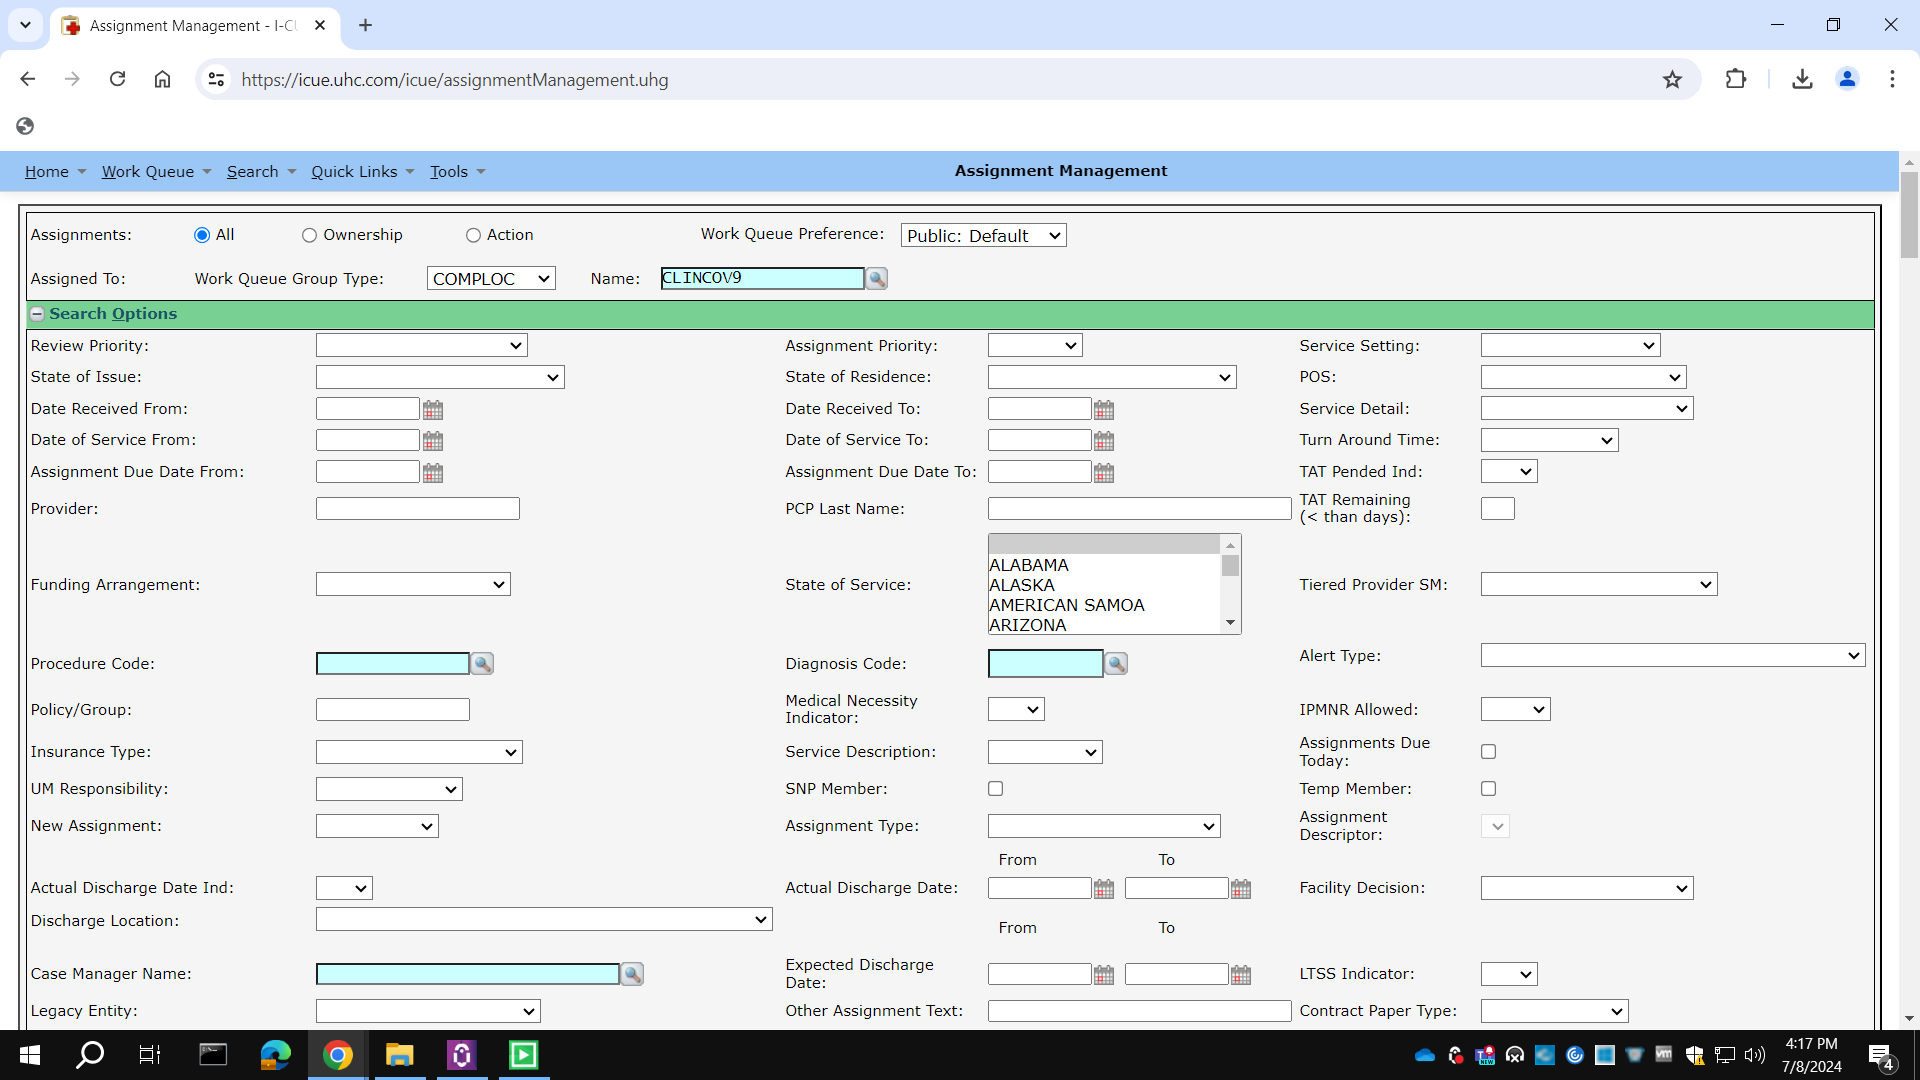 Assignment Management - I-CU
https://icue.uhc.com/icue/assignmentManagement.uhg
Home Work Queue Search Quick Links Tools Assignment Management
Assignments: All Ownership Action Work Queue Preference: Public: Default
Assigned To: Work Queue Group Type: COMPLOC Name: CLINCOV9
Search Options
Review Priority: Assignment Priority: Service Setting:
State of Issue: State of Residence: POS:
Date Received From: Date Received To: Service Detail:
Date of Service From: Date of Service To: Turn Around Time:
Assignment Due Date From: Assignment Due Date To: TAT Pended Ind:
Provider: PCP Last Name: TAT Remaining
(< than days):
ALABAMA
Funding Arrangement: State of Service: ALASKA Tiered Provider SM:
AMERICAN SAMOA
ARIZONA
Procedure Code: Diagnosis Code: Alert Type:
Policy/Group: Medical Necessity
Indicator: IPMNR Allowed:
Insurance Type: Service Description: Assignments Due
Today:
UM Responsibility: SNP Member: Temp Member:
New Assignment: Assignment Type: Assignment
Descriptor:
From To
Actual Discharge Date Ind: Actual Discharge Date: Facility Decision:
Discharge Location:
From To
Case Manager Name: Expected Discharge
Date: LTSS Indicator:
Legacy Entity: Other Assignment Text: Contract Paper Type:
4:17 PM
7/8/2024
4